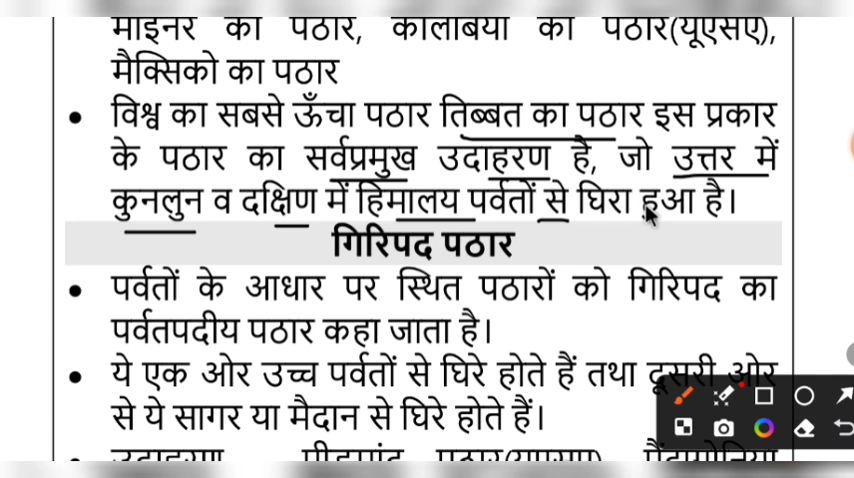 माइनर का पठार, कोलंबिया का पठार(यूएसए),
मैक्सिको का पठार
• विश्व का सबसे ऊँचा पठार तिब्बत का पठार इस प्रकार
के पठार का सर्वप्रमुख उदाहरण है, जो उत्तर में
कुनलुन व दक्षिण में हिमालय पर्वतों से घिरा हुआ है।
गिरिपद पठार
• पर्वतों के आधार पर स्थित पठारों को गिरिपद का
पर्वतपदीय पठार कहा जाता है।
• ये एक ओर उच्च पर्वतों से घिरे होते हैं तथा दूसरी ओर
से ये सागर या मैदान से घिरे होते हैं।